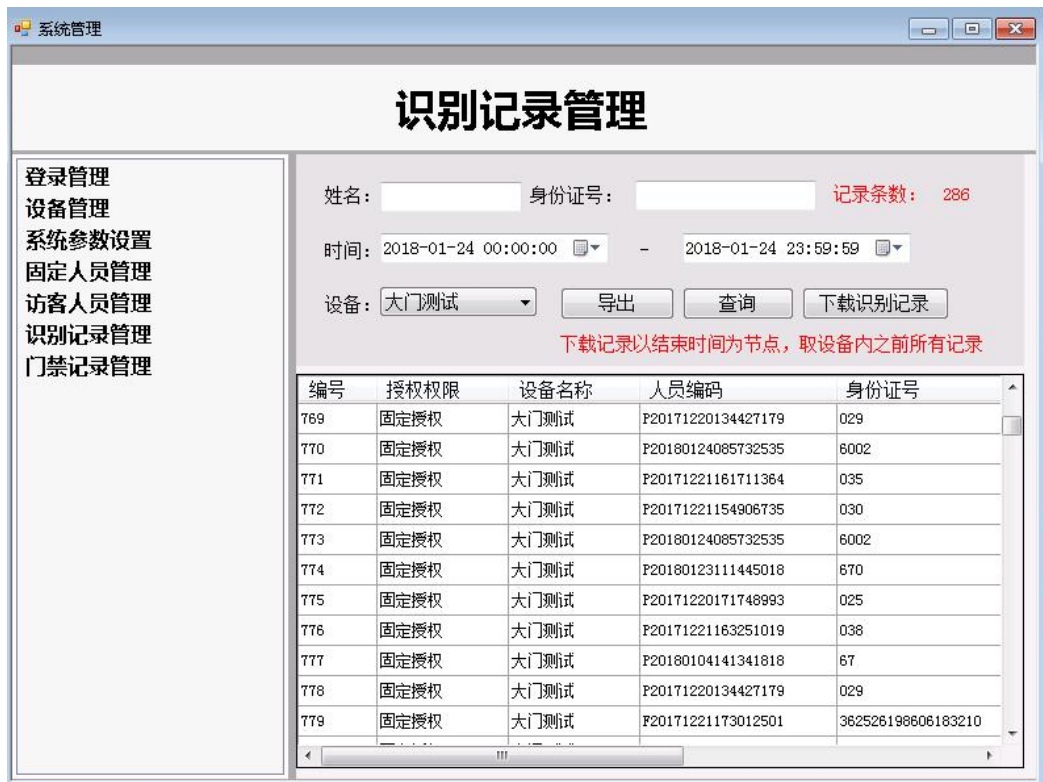 系统管理
识别记录管理
登录管理
设备管理
系统参数设置
固定人员管理
访客人员管理
识别记录管理
门禁记录管理
姓名： 身份证号： 记录条数： 286
时间： 2018-01-24 00:00:00 - 2018-01-24 23:59:59
设备： 大门测试 导出 查询 下载识别记录
下载记录以结束时间为节点，取设备内之前所有记录
编号 授权权限 设备名称 人员编码 身份证号
769 固定授权 大门测试 P20171220134427179 029
770 固定授权 大门测试 P20180124085732535 6002
771 固定授权 大门测试 P20171221161711364 035
772 固定授权 大门测试 P20171221154906735 030
773 固定授权 大门测试 P20180124085732535 6002
774 固定授权 大门测试 P20180123111445018 670
775 固定授权 大门测试 P20171220171748993 025
776 固定授权 大门测试 P20171221163251019 038
777 固定授权 大门测试 P20180104141341818 67
778 固定授权 大门测试 P20171220134427179 029
779 固定授权 大门测试 P20171221173012501 362526198606183210